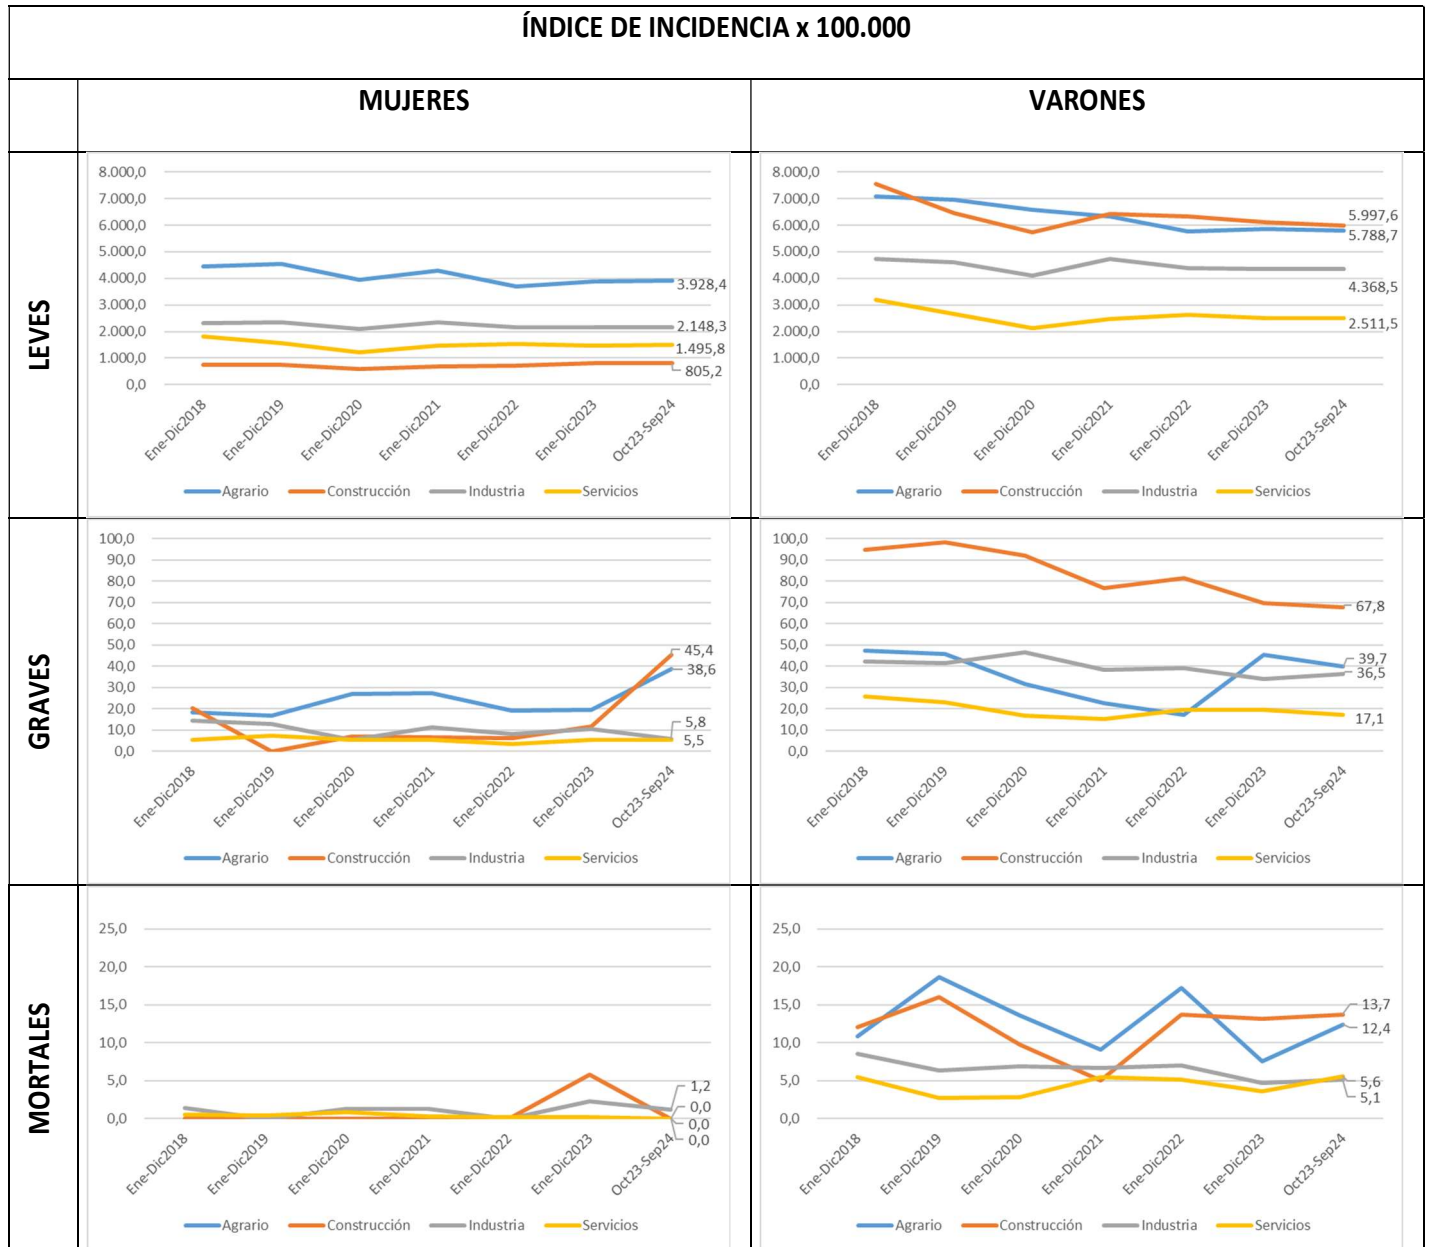 ÍNDICE DE INCIDENCIA x 100.000
MUJERES
VARONES
LEVES
8.000,0
7.000,0
6.000,0
5.000,0
4.000,0
3.000,0
2.000,0
1.000,0
0,0
3.928,4
2.148,3
1.495,8
805,2
Ene-Dic2018
Ene-Dic2019
Ene-Dic2020
Ene-Dic2021
Ene-Dic2022
Ene-Dic2023
Oct23-Sep24
Agrario Construcción Industria Servicios
8.000,0
7.000,0
6.000,0
5.000,0
4.000,0
3.000,0
2.000,0
1.000,0
0,0
5.997,6
5.788,7
4.368,5
2.511,5
Ene-Dic2018
Ene-Dic2019
Ene-Dic2020
Ene-Dic2021
Ene-Dic2022
Ene-Dic2023
Oct23-Sep24
Agrario Construcción Industria Servicios
GRAVES
100,0
90,0
80,0
70,0
60,0
50,0
40,0
30,0
20,0
10,0
0,0
45,4
38,6
5,8
5,5
Ene-Dic2018
Ene-Dic2019
Ene-Dic2020
Ene-Dic2021
Ene-Dic2022
Ene-Dic2023
Oct23-Sep24
Agrario Construcción Industria Servicios
100,0
90,0
80,0
70,0
60,0
50,0
40,0
30,0
20,0
10,0
0,0
67,8
39,7
36,5
17,1
Ene-Dic2018
Ene-Dic2019
Ene-Dic2020
Ene-Dic2021
Ene-Dic2022
Ene-Dic2023
Oct23-Sep24
Agrario Construcción Industria Servicios
MORTALES
25,0
20,0
15,0
10,0
5,0
0,0
1,2
0,0
0,0
0,0
Ene-Dic2018
Ene-Dic2019
Ene-Dic2020
Ene-Dic2021
Ene-Dic2022
Ene-Dic2023
Oct23-Sep24
Agrario Construcción Industria Servicios
25,0
20,0
15,0
10,0
5,0
0,0
13,7
12,4
5,6
5,1
Ene-Dic2018
Ene-Dic2019
Ene-Dic2020
Ene-Dic2021
Ene-Dic2022
Ene-Dic2023
Oct23-Sep24
Agrario Construcción Industria Servicios